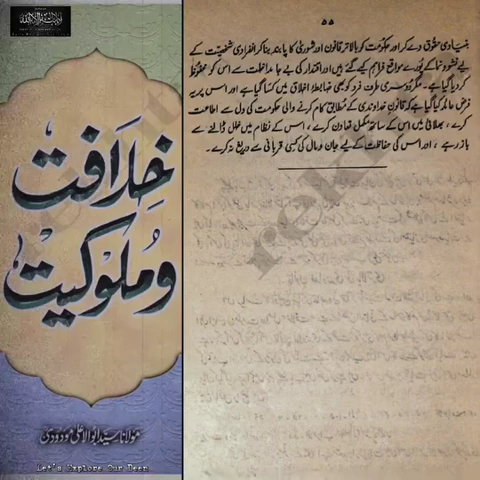 خلافت
و ملوکیت
مولانا سید ابوالاعلیٰ مودودی
Let's Explore Our Deen
۵۵
بنیادی حقوق دے کر اور حکومت کو بالاتر قانون اور شوریٰ کا پابند بنا کر انفرادی شخصیت کے
لیے نشو و نما کے پورے مواقع فراہم کیے گئے ہیں اور اقتدار کی بے جا مداخلت سے اس کو محفوظ
کر دیا گیا ہے۔ مگر دوسری طرف فرد کو بھی ضابطۂ اخلاق میں کسا گیا ہے اور اس پر یہ
فرض عائد کیا گیا ہے کہ قانون خداوندی کے مطابق کام کرنے والی حکومت کی دل سے اطاعت
کرے، بھلائی میں اس کے ساتھ مکمل تعاون کرے، اس کے نظام میں خلل ڈالنے سے
باز رہے، اور اس کی حفاظت کے لیے جان و مال کی کسی قربانی سے دریغ نہ کرے۔